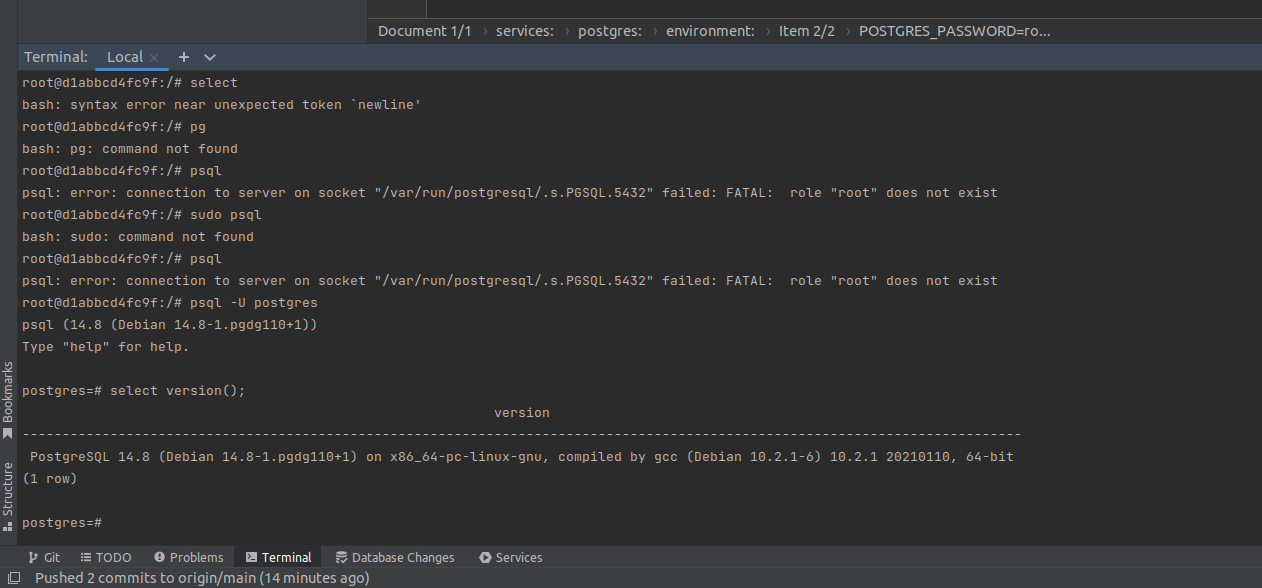 Document 1/1 › services: › postgres: › environment: › Item 2/2 › POSTGRES_PASSWORD=ro...
Terminal: Local × + 
root@d1abbcd4fc9f:/# select
bash: syntax error near unexpected token `newline'
root@d1abbcd4fc9f:/# pg
bash: pg: command not found
root@d1abbcd4fc9f:/# psql
psql: error: connection to server on socket "/var/run/postgresql/.s.PGSQL.5432" failed: FATAL:  role "root" does not exist
root@d1abbcd4fc9f:/# sudo psql
bash: sudo: command not found
root@d1abbcd4fc9f:/# psql
psql: error: connection to server on socket "/var/run/postgresql/.s.PGSQL.5432" failed: FATAL:  role "root" does not exist
root@d1abbcd4fc9f:/# psql -U postgres
psql (14.8 (Debian 14.8-1.pgdg110+1))
Type "help" for help.
postgres=# select version();
version
-----------------------------------------------------------------------------------------------------------------------------
PostgreSQL 14.8 (Debian 14.8-1.pgdg110+1) on x86_64-pc-linux-gnu, compiled by gcc (Debian 10.2.1-6) 10.2.1 20210110, 64-bit
(1 row)
postgres=#
Bookmarks
Structure
Git TODO Problems Terminal Database Changes Services
Pushed 2 commits to origin/main (14 minutes ago)